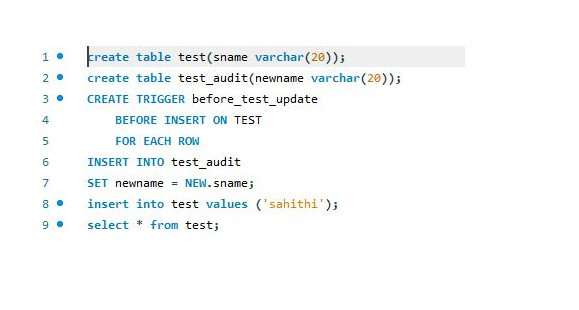 1 create table test(sname varchar(20));
2 create table test_audit(newname varchar(20));
3 CREATE TRIGGER before_test_update
4 BEFORE INSERT ON TEST
5 FOR EACH ROW
6 INSERT INTO test_audit
7 SET newname = NEW.sname;
8 insert into test values ('sahithi');
9 select * from test;